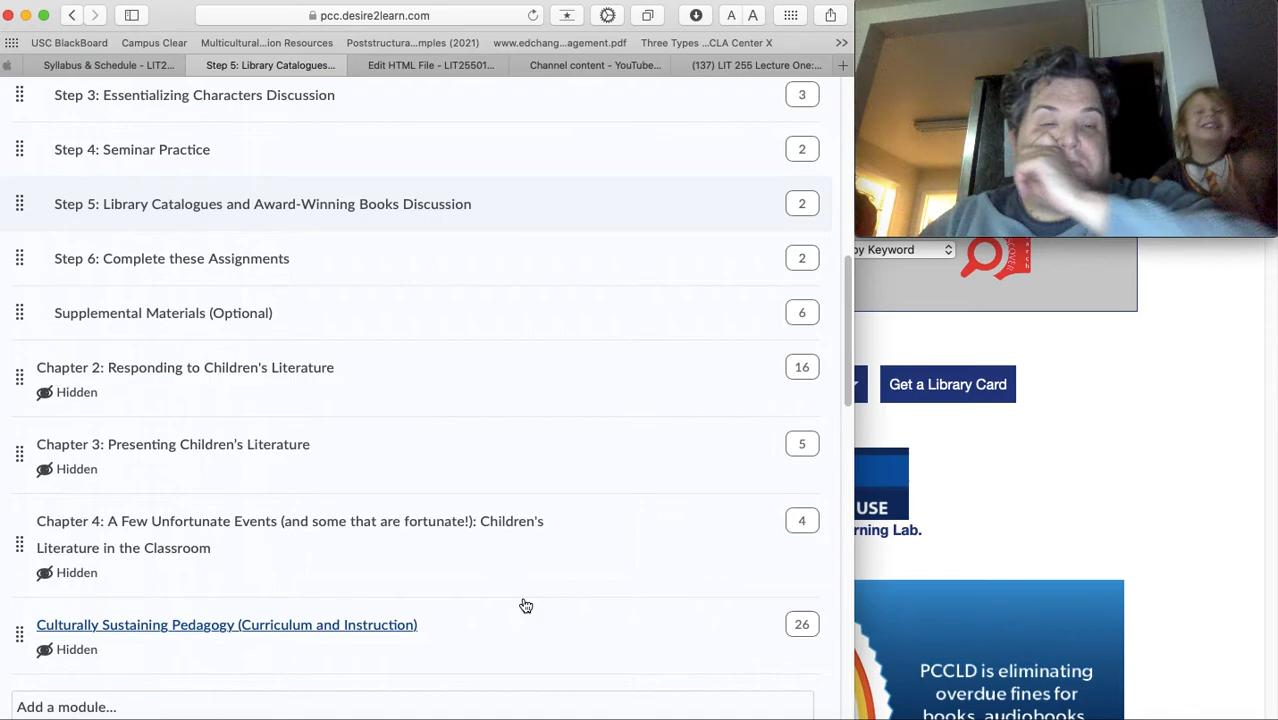 pcc.desire2learn.com
A A
USC BlackBoard
Campus Clear
Multicultural...ion Resources
Poststructura...mples (2021)
www.edchang...agement.pdf
Three Types ...CLA Center X
Syllabus & Schedule - LIT2...
Step 5: Library Catalogues...
Edit HTML File - LIT25501...
Channel content - YouTube...
(137) LIT 255 Lecture One:...
Step 3: Essentializing Characters Discussion
3
Step 4: Seminar Practice
2
Step 5: Library Catalogues and Award-Winning Books Discussion
2
Step 6: Complete these Assignments
2
Supplemental Materials (Optional)
6
Chapter 2: Responding to Children's Literature
16
Hidden
Chapter 3: Presenting Children's Literature
5
Hidden
Chapter 4: A Few Unfortunate Events (and some that are fortunate!): Children's
Literature in the Classroom
4
Hidden
Culturally Sustaining Pedagogy (Curriculum and Instruction)
26
Hidden
Add a module...
by Keyword
Get a Library Card
USE
rning Lab.
PCCLD is eliminating
overdue fines for
books, audiobooks,